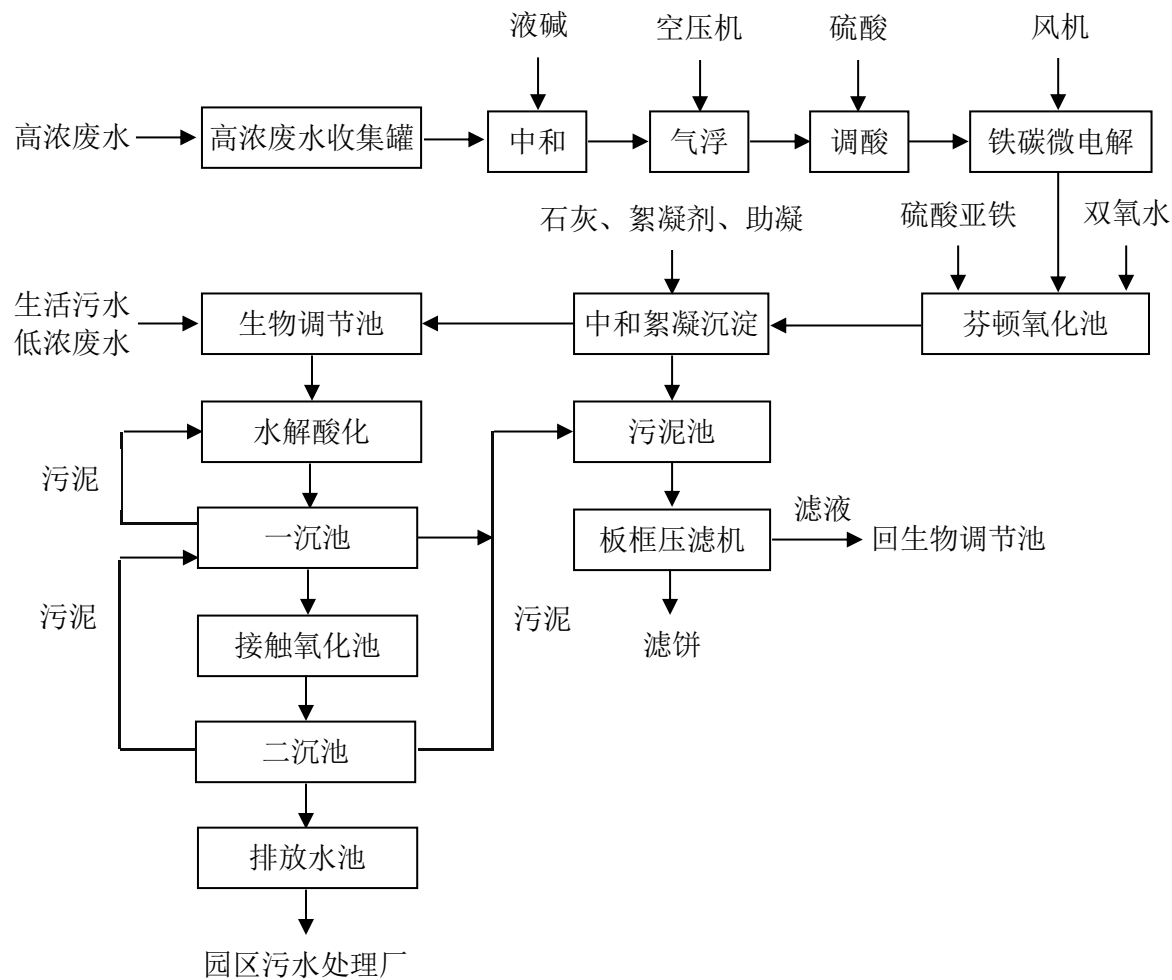 液碱
空压机
硫酸
风机
高浓废水
高浓废水收集罐
中和
气浮
调酸
铁碳微电解
石灰、絮凝剂、助凝
硫酸亚铁
双氧水
生活污水
低浓废水
生物调节池
中和絮凝沉淀
芬顿氧化池
水解酸化
污泥池
污泥
一沉池
板框压滤机
滤液
回生物调节池
污泥
接触氧化池
污泥
滤饼
二沉池
排放水池
园区污水处理厂